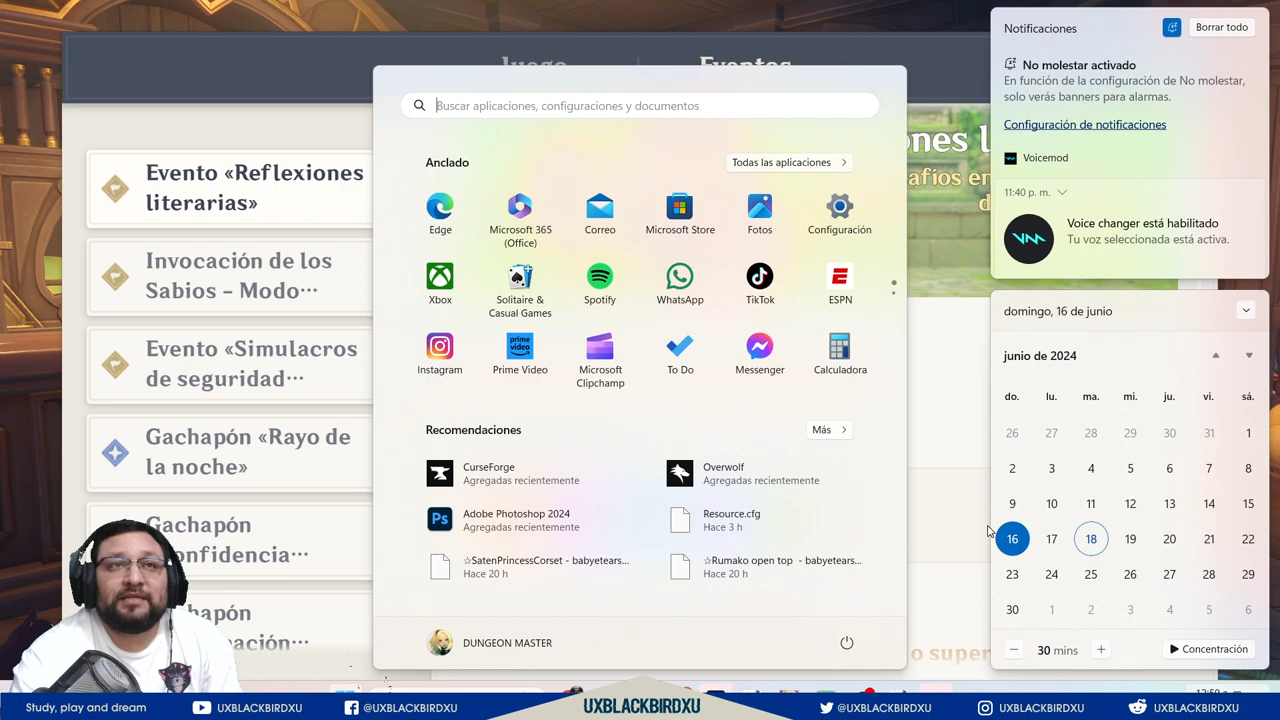 Juego
Eventos
Evento «Reflexiones
literarias»
Invocación de los
Sabios – Modo···
Evento «Simulacros
de seguridad···
Gachapón «Rayo de
la noche»
Gachapón
Gachapón
Buscar aplicaciones, configuraciones y documentos
Anclado
Todas las aplicaciones
Edge
Microsoft 365
(Office)
Correo
Microsoft Store
Fotos
Configuración
Xbox
Solitaire &
Casual Games
Spotify
WhatsApp
TikTok
ESPN
Instagram
prime
video
Prime Video
Microsoft
Clipchamp
To Do
Messenger
Calculadora
Recomendaciones
Más
CurseForge
Agregadas recientemente
Overwolf
Agregadas recientemente
Ps
Adobe Photoshop 2024
Agregadas recientemente
Resource.cfg
Hace 3 h
☆SatenPrincessCorset - babyetears...
Hace 20 h
☆Rumako open top - babyetears...
Hace 20 h
DUNGEON MASTER
Notificaciones
Borrar todo
No molestar activado
En función de la configuración de No molestar,
solo verás banners para alarmas.
Configuración de notificaciones
Voicemod
11:40 p. m.
Voice changer está habilitado
Tu voz seleccionada está activa.
domingo, 16 de junio
junio de 2024
do. lu. ma. mi. ju. vi. sá.
26 27 28 29 30 31 1
2 3 4 5 6 7 8
9 10 11 12 13 14 15
16 17 18 19 20 21 22
23 24 25 26 27 28 29
30 1 2 3 4 5 6
30 mins
Concentración
Study, play and dream
UXBLACKBIRDXU
@UXBLACKBIRDXU
UXBLACKBIRDXU
@UXBLACKBIRDXU
UXBLACKBIRDXU
UXBLACKBIRDXU